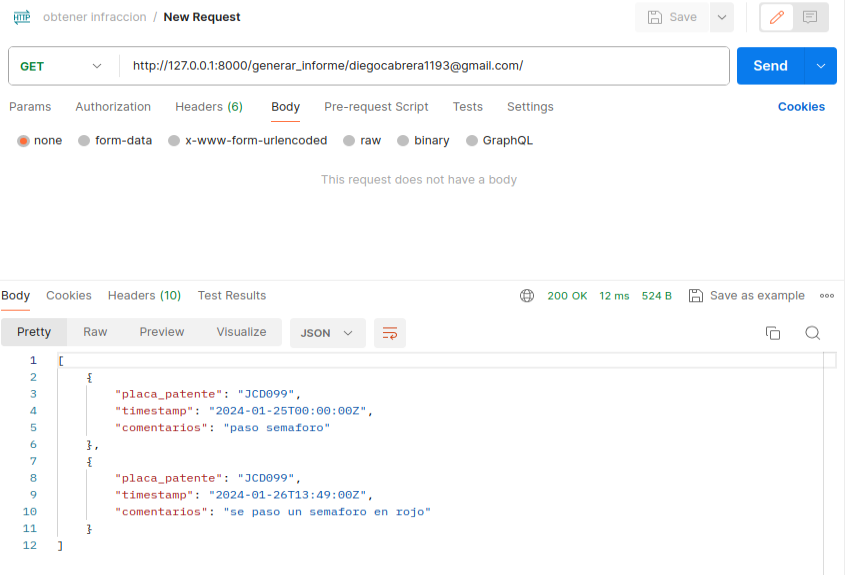 HTTP obtener Infraccion / New Request Save
GET http://127.0.0.1:8000/generar_informe/diegocabrera1193@gmail.com/ Send
Params Authorization Headers (6) Body Pre-request Script Tests Settings Cookies
none form-data x-www-form-urlencoded raw binary GraphQL
This request does not have a body
Body Cookies Headers (10) Test Results 200 OK 12 ms 524 B Save as example
Pretty Raw Preview Visualize JSON
1 [
2 {
3 "placa_patente": "JCD099",
4 "timestamp": "2024-01-25T00:00:00Z",
5 "comentarios": "paso semaforo"
6 },
7 {
8 "placa_patente": "JCD099",
9 "timestamp": "2024-01-26T13:49:00Z",
10 "comentarios": "se paso un semaforo en rojo"
11 }
12 ]